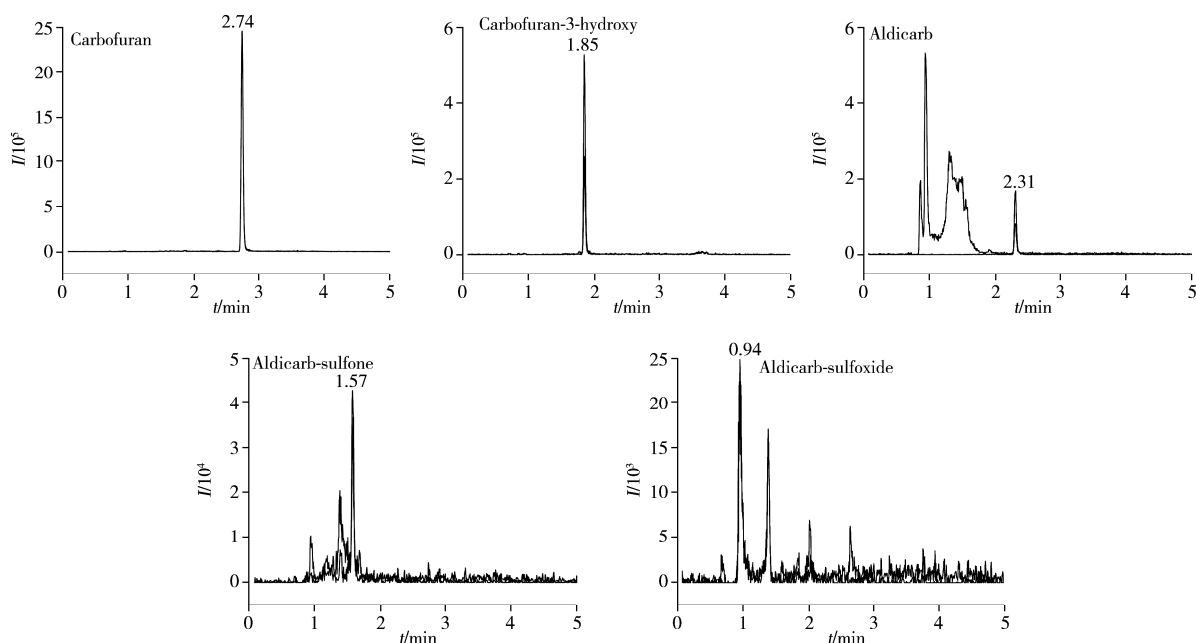 Carbofuran
2.74
I/10⁵
25
20
15
10
5
0
0 1 2 3 4 5
t/min
Carbofuran-3-hydroxy
1.85
I/10⁵
6
4
2
0
0 1 2 3 4 5
t/min
Aldicarb
2.31
I/10⁵
6
4
2
0
0 1 2 3 4 5
t/min
Aldicarb-sulfone
1.57
I/10⁴
5
4
3
2
1
0
0 1 2 3 4 5
t/min
0.94
Aldicarb-sulfoxide
I/10³
25
20
15
10
5
0
0 1 2 3 4 5
t/min